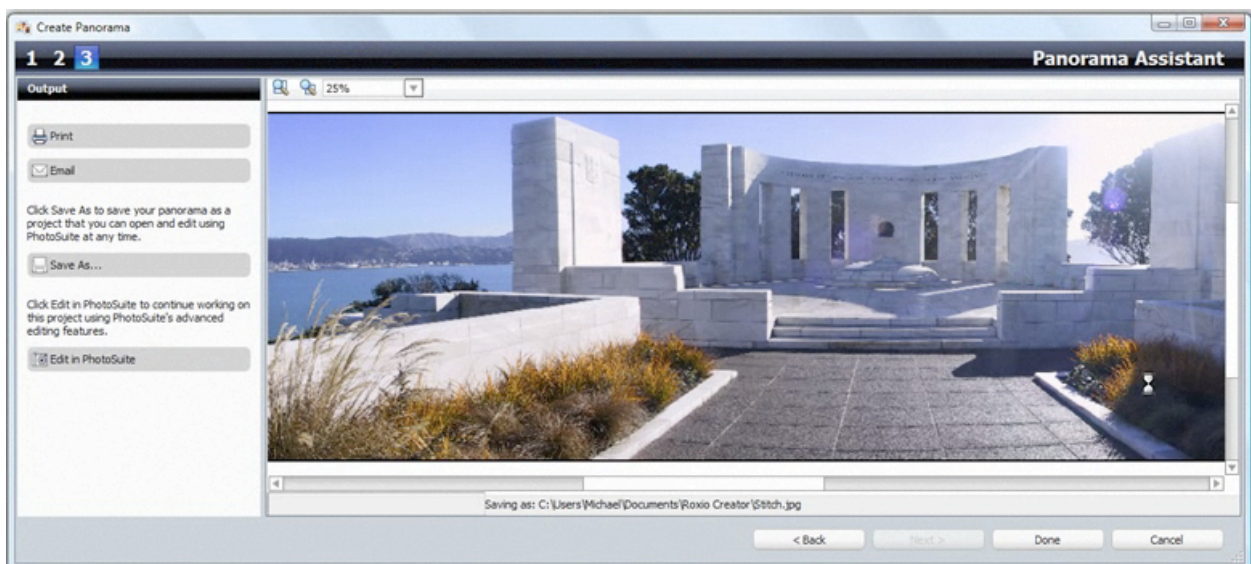 Create Panorama
1 2 3
Panorama Assistant
Output
25%
Print
Email
Click Save As to save your panorama as a
project that you can open and edit using
PhotoSuite at any time.
Save As...
Click Edit in PhotoSuite to continue working on
this project using PhotoSuite's advanced
editing features.
Edit in PhotoSuite
Saving as: C:\Users\Michael\Documents\Roxio Creator\Stitch.jpg
< Back
Next >
Done
Cancel